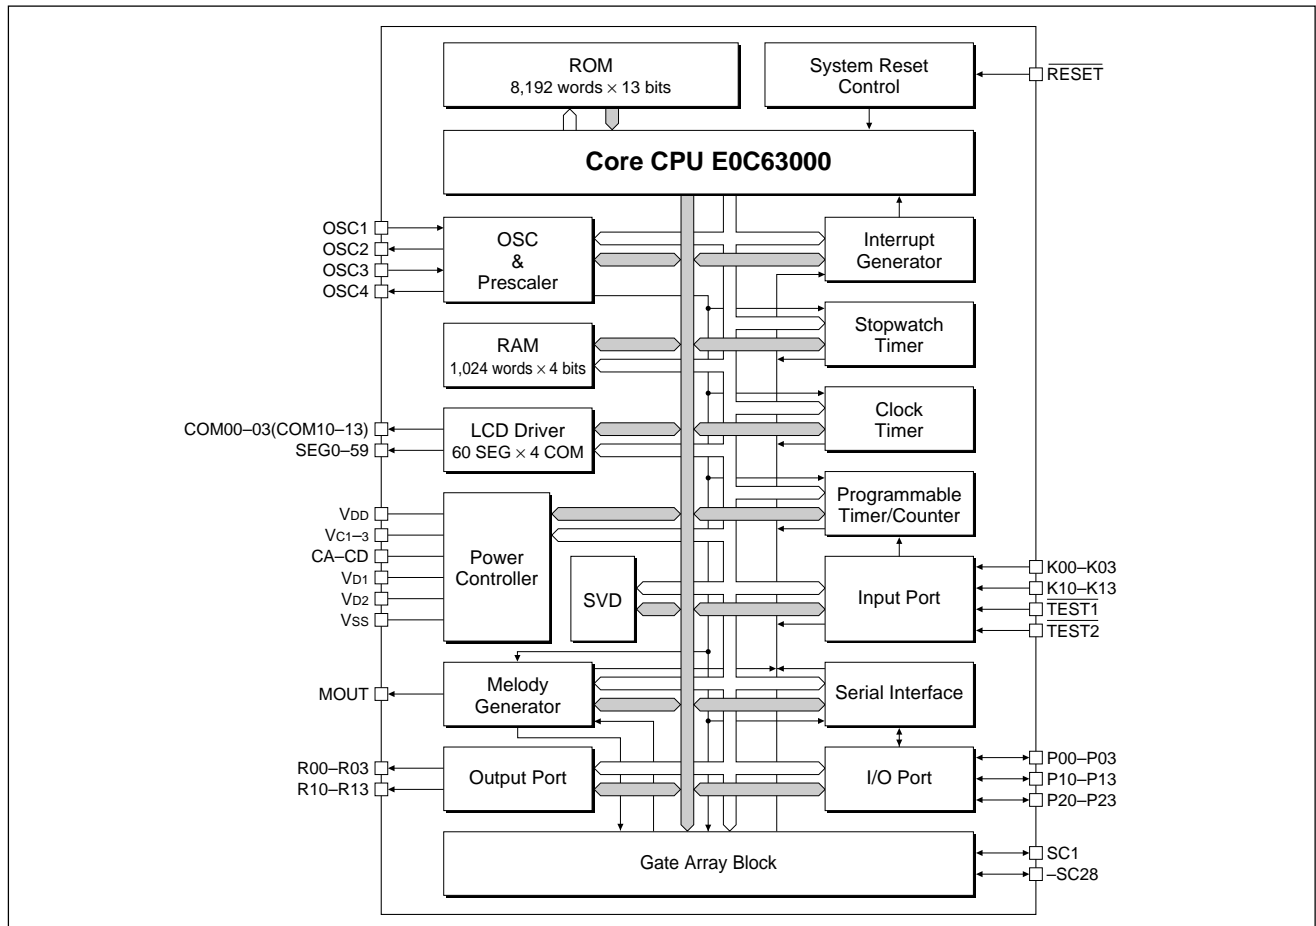 ROM
8,192 words × 13 bits
System Reset
Control
RESET
Core CPU E0C63000
OSC1
OSC2
OSC3
OSC4
OSC
&
Prescaler
Interrupt
Generator
RAM
1,024 words × 4 bits
Stopwatch
Timer
COM00–03(COM10–13)
SEG0–59
LCD Driver
60 SEG × 4 COM
Clock
Timer
VDD
VC1–3
CA–CD
VD1
VD2
VSS
Power
Controller
SVD
Programmable
Timer/Counter
Input Port
K00–K03
K10–K13
TEST1
TEST2
MOUT
Melody
Generator
Serial Interface
R00–R03
R10–R13
Output Port
I/O Port
P00–P03
P10–P13
P20–P23
Gate Array Block
SC1
–SC28